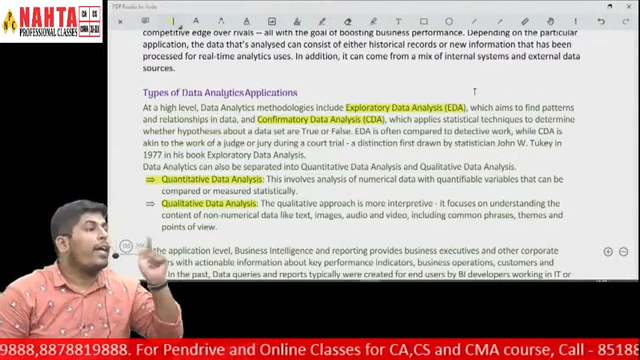 NAHTA
PROFESSIONAL CLASSES
CA
CS
PDF Reader
competitive edge over rivals -- all with the goal of boosting business performance. Depending on the particular
application, the data that's analysed can consist of either historical records or new information that has been
processed for real-time analytics uses. In addition, it can come from a mix of internal systems and external data
sources.
Types of Data Analytics Applications
At a high level, Data Analytics methodologies include Exploratory Data Analysis (EDA), which aims to find patterns
and relationships in data, and Confirmatory Data Analysis (CDA), which applies statistical techniques to determine
whether hypotheses about a data set are True or False. EDA is often compared to detective work, while CDA is
akin to the work of a judge or jury during a court trial - a distinction first drawn by statistician John W. Tukey in
1977 in his book Exploratory Data Analysis.
Data Analytics can also be separated into Quantitative Data Analysis and Qualitative Data Analysis.
⇒ Quantitative Data Analysis: This involves analysis of numerical data with quantifiable variables that can be
compared or measured statistically.
⇒ Qualitative Data Analysis: The qualitative approach is more interpretive - it focuses on understanding the
content of non-numerical data like text, images, audio and video, including common phrases, themes and
points of view.
the application level, Business Intelligence and reporting provides business executives and other corporate
ers with actionable information about key performance indicators, business operations, customers and
In the past, Data queries and reports typically were created for end users by BI developers working in IT or
9888,8878819888. For Pendrive and Online Classes for CA,CS and CMA course, Call - 85188